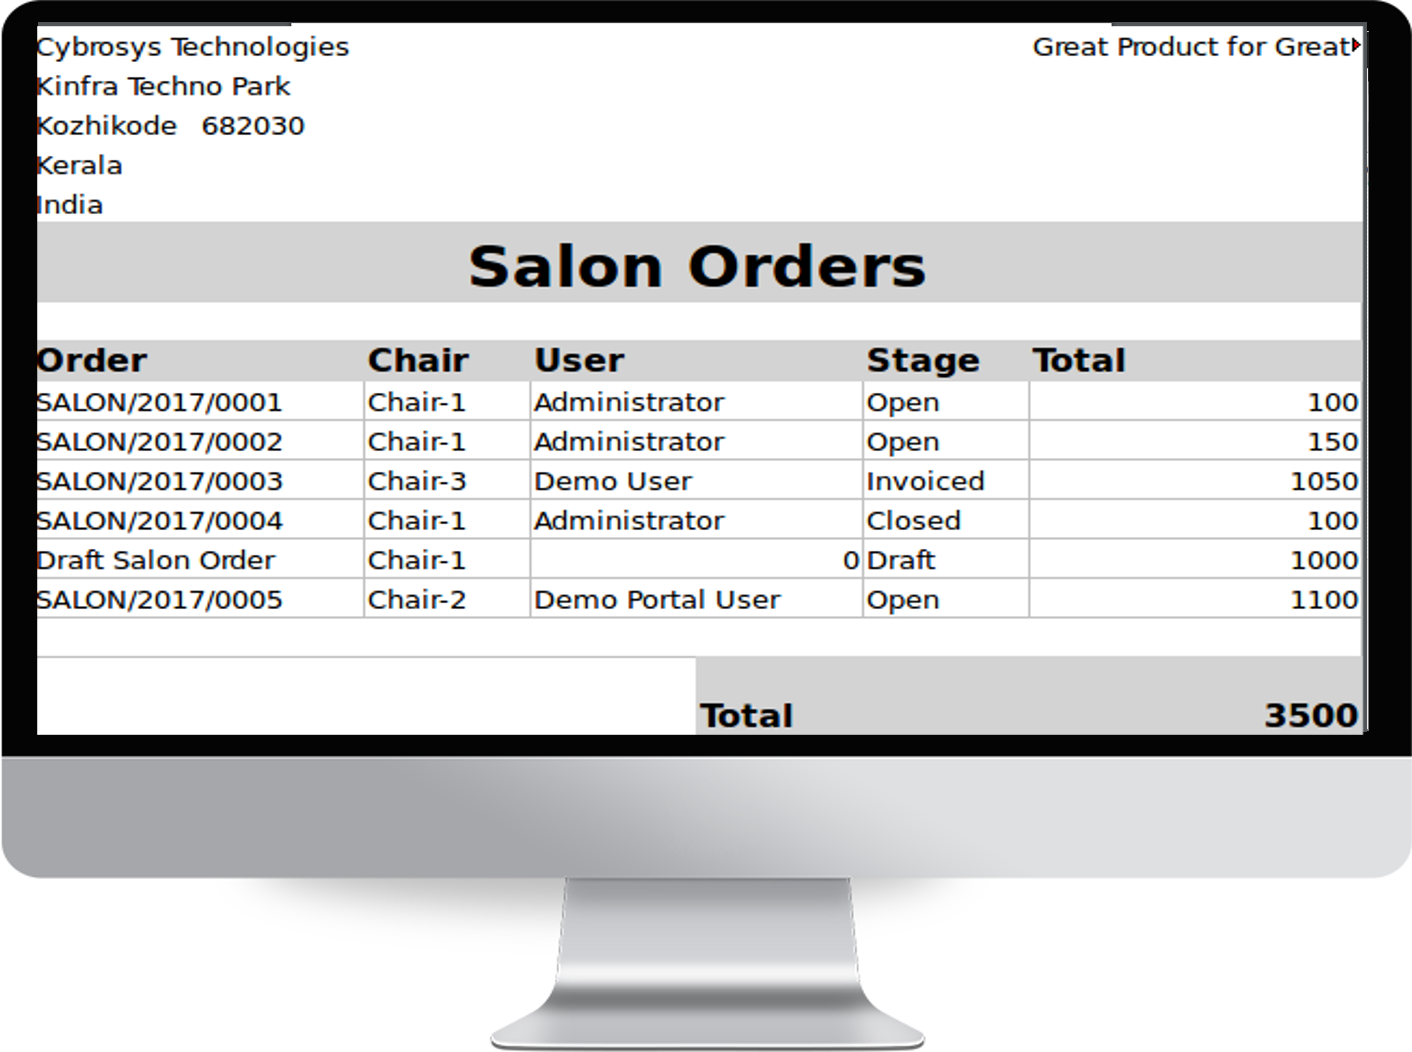 Cybrosys Technologies Great Product for Great
Kinfra Techno Park
Kozhikode 682030
Kerala
India
Salon Orders
Order Chair User Stage Total
SALON/2017/0001 Chair-1 Administrator Open 100
SALON/2017/0002 Chair-1 Administrator Open 150
SALON/2017/0003 Chair-3 Demo User Invoiced 1050
SALON/2017/0004 Chair-1 Administrator Closed 100
Draft Salon Order Chair-1 0 Draft 1000
SALON/2017/0005 Chair-2 Demo Portal User Open 1100
Total 3500